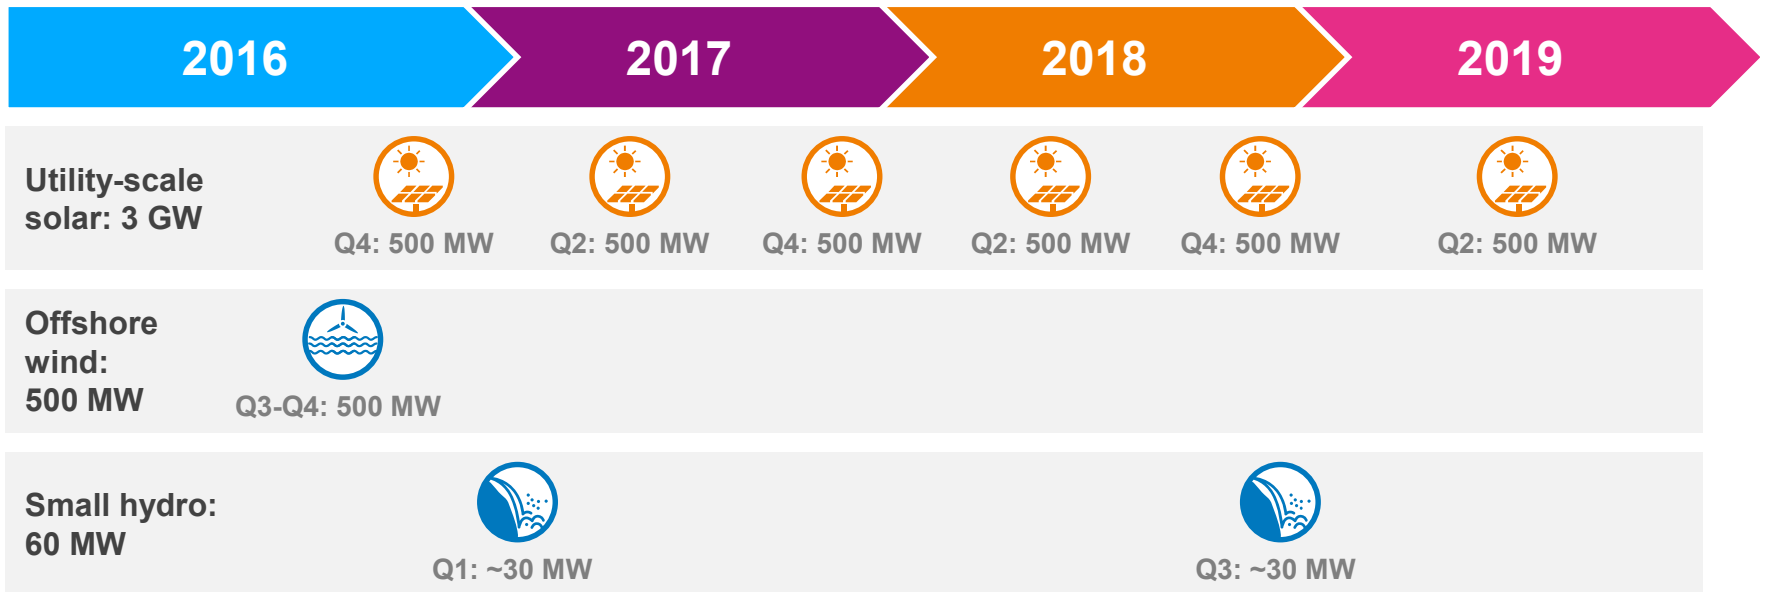 2016
2017
2018
2019
Utility-scale
solar: 3 GW
Q4: 500 MW
Q2: 500 MW
Q4: 500 MW
Q2: 500 MW
Q4: 500 MW
Q2: 500 MW
Offshore
wind:
500 MW
Q3-Q4: 500 MW
Small hydro:
60 MW
Q1: ~30 MW
Q3: ~30 MW